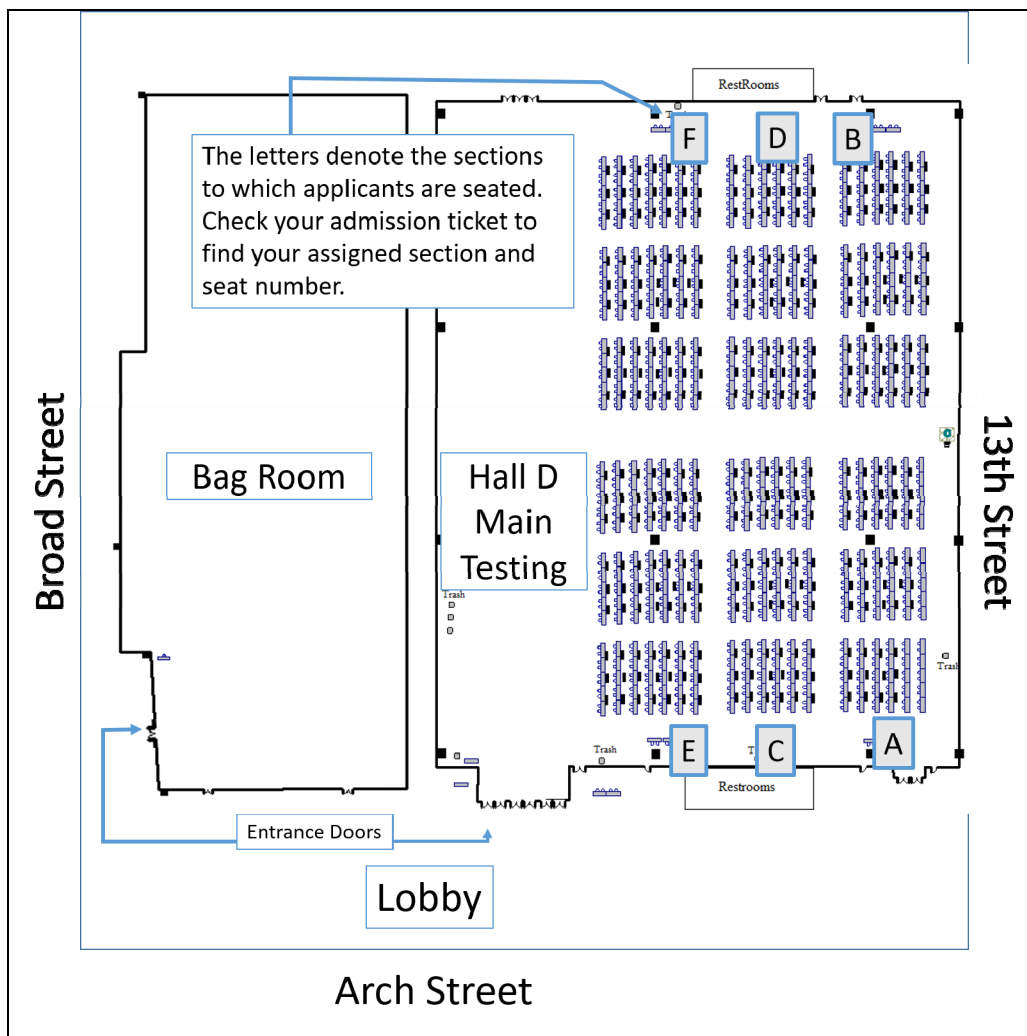 RestRooms
Tra
F
D
B
The letters denote the sections
to which applicants are seated.
Check your admission ticket to
find your assigned section and
seat number.
Broad Street
13th Street
Bag Room
Hall D
Main
Testing
Trash
Trash
A
E
C
Trash
Restrooms
Entrance Doors
Lobby
Arch Street